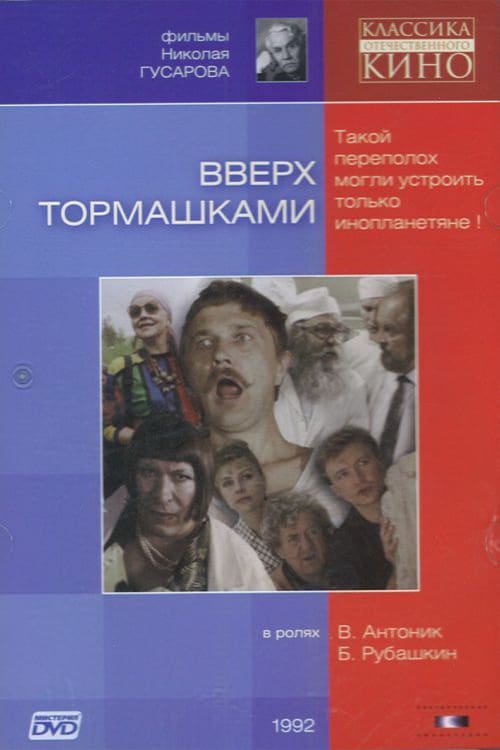 фильмы
Николая
ГУСАРОВА
КЛАССИКА
ОТЕЧЕСТВЕННОГО
КИНО
Такой
переполох
могли устроить
только
инопланетяне !
ВВЕРХ
ТОРМАШКАМИ
в ролях
В. Антоник
Б. Рубашкин
МИСТЕРИЯ
DVD
1992